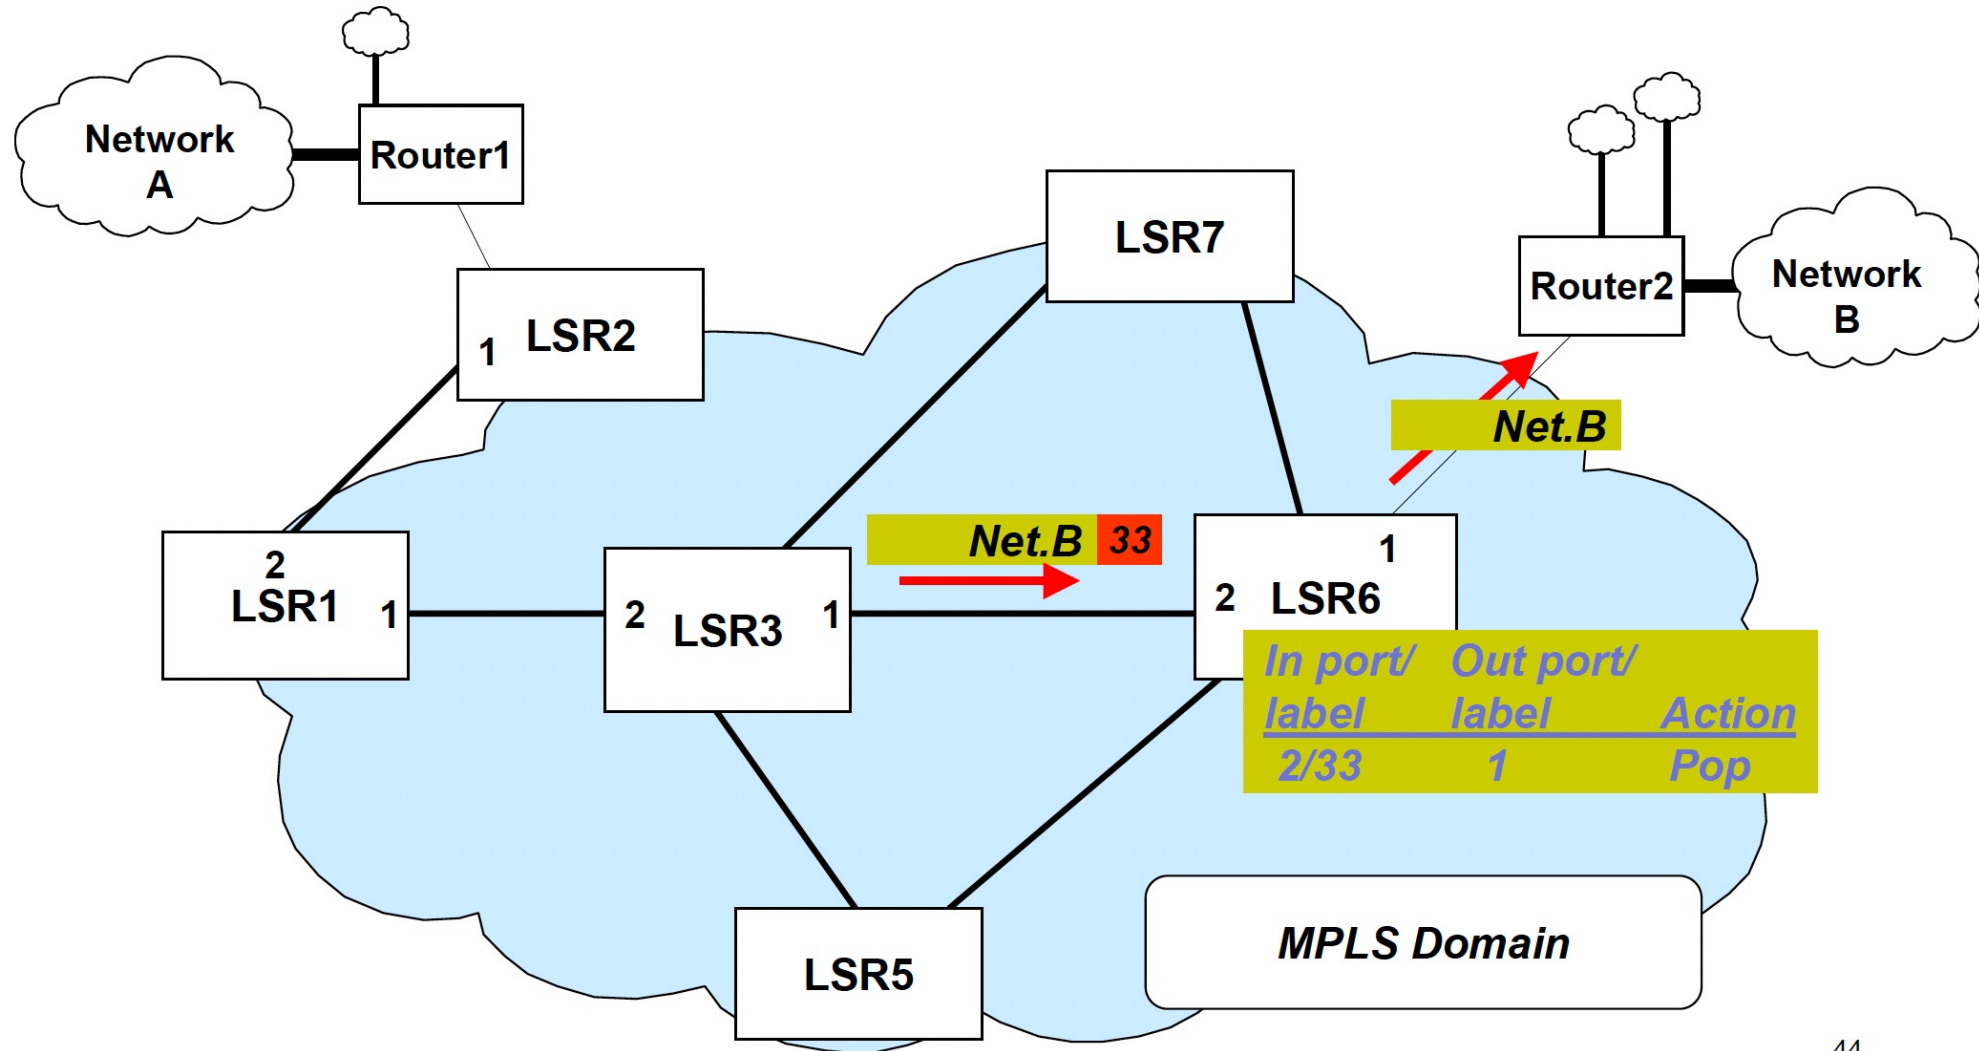 Network
A
Router1
LSR7
Router2
Network
B
1
LSR2
Net.B
2
LSR1
1
2
LSR3
1
Net.B 33
1
2
LSR6
In port/ Out port/
label label Action
2/33 1 Pop
LSR5
MPLS Domain
44